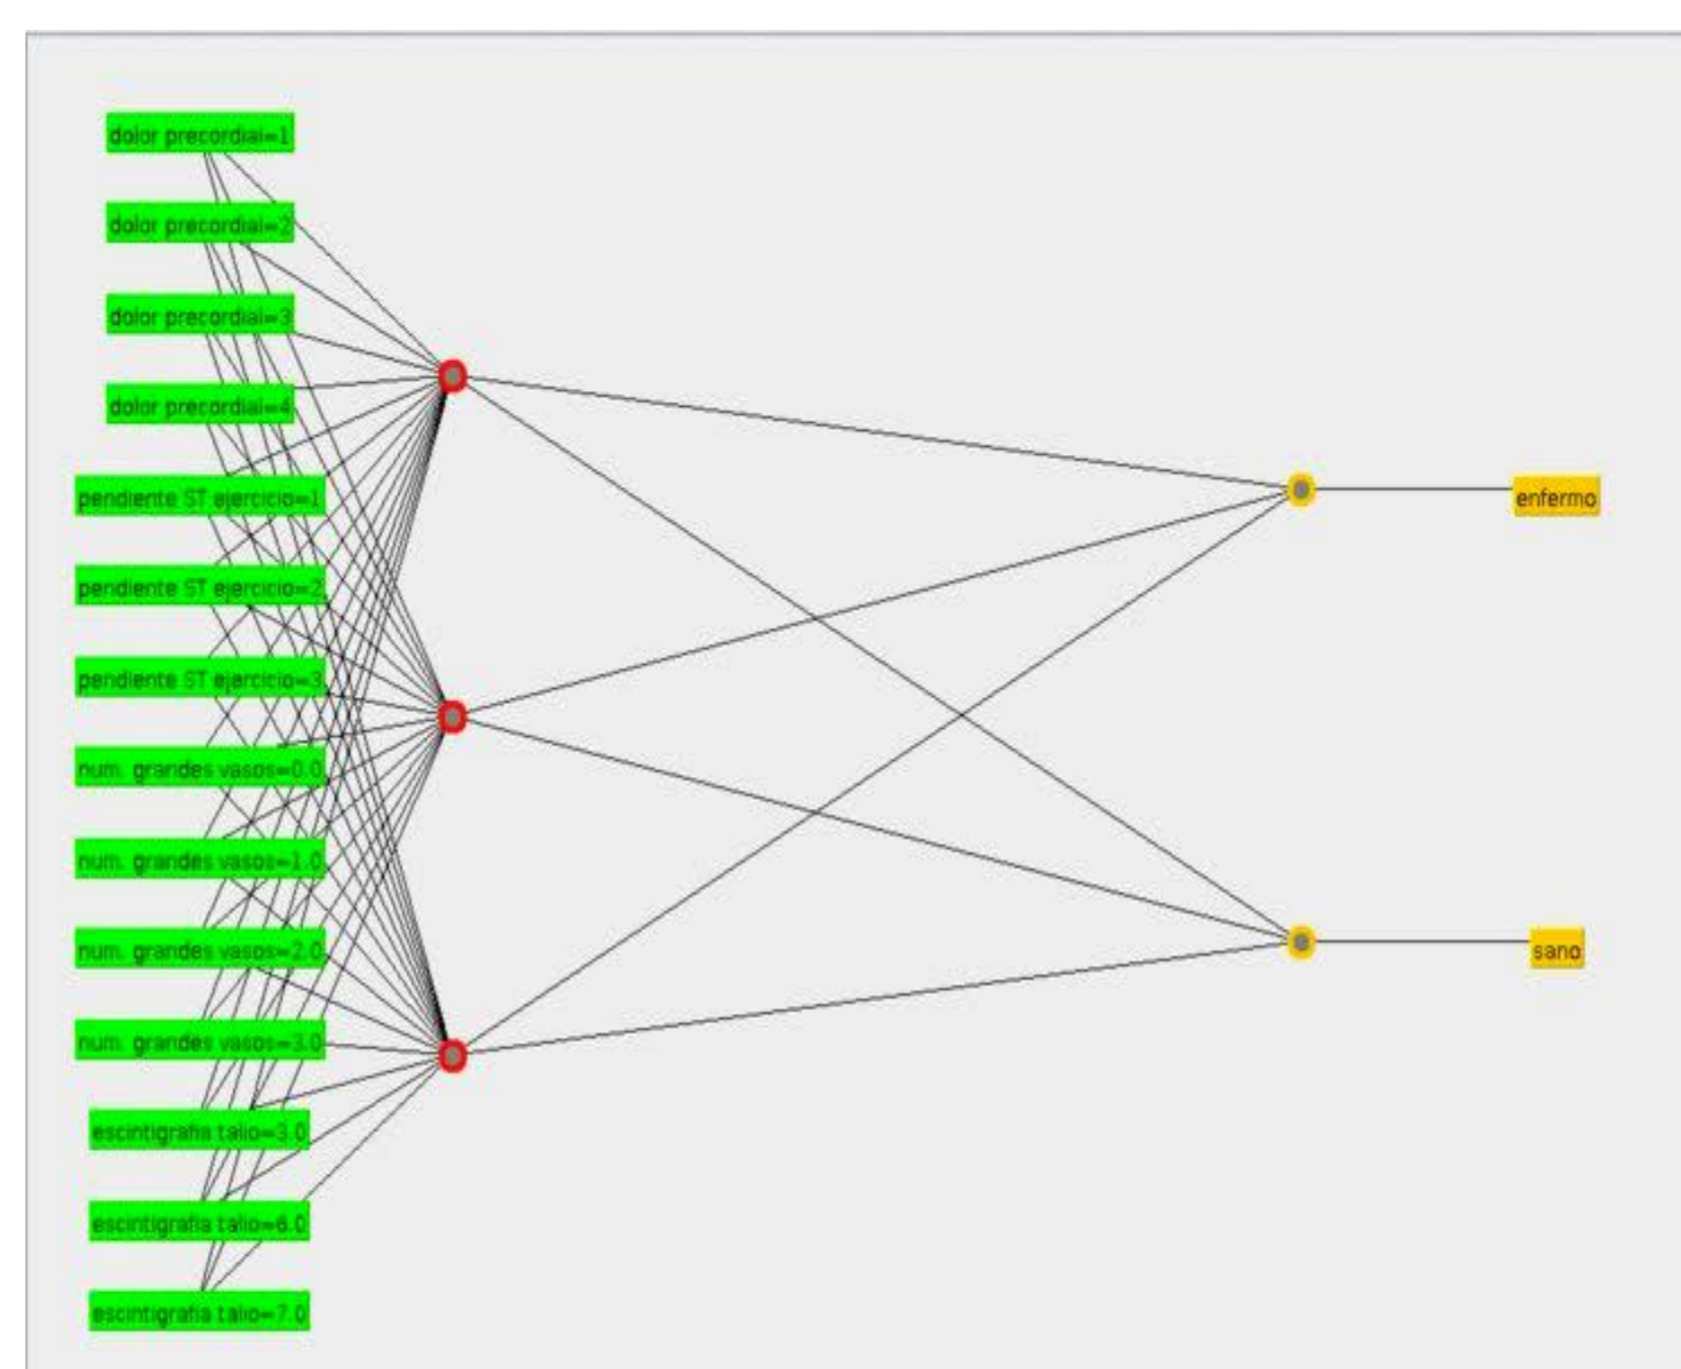 dolor precordial=1
dolor precordial=2
dolor precordial=3
dolor precordial=4
pendiente ST ejercicio=1
pendiente ST ejercicio=2
pendiente ST ejercicio=3
num. grandes vasos=0.0
num. grandes vasos=1.0
num. grandes vasos=2.0
num. grandes vasos=3.0
escintigrafia talio=3.0
escintigrafia talio=6.0
escintigrafia talio=7.0
enfermo
sano